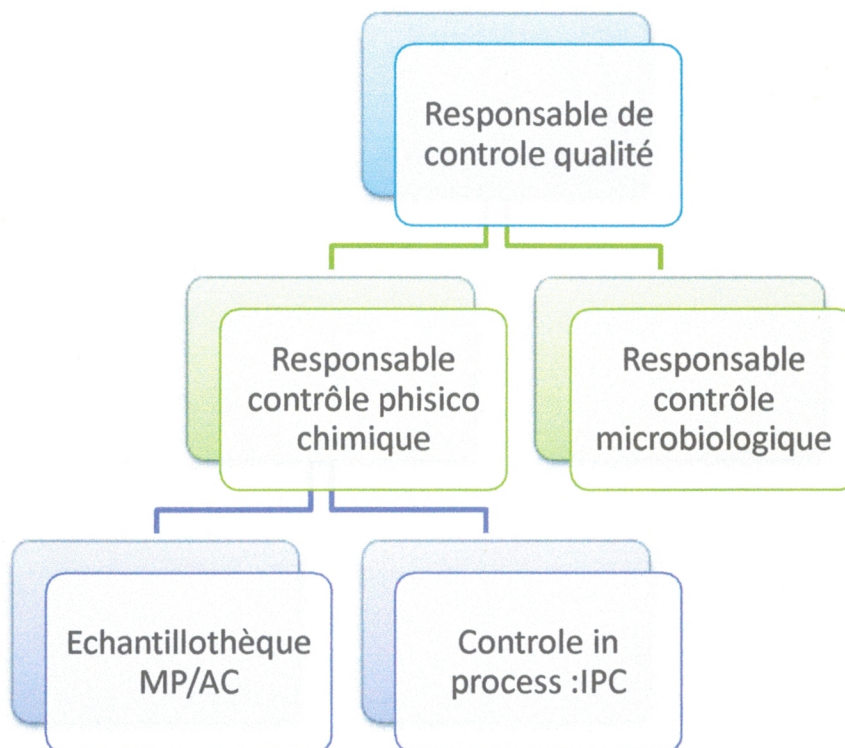 Responsable de
controle qualité
Responsable
contrôle phisico
chimique
Responsable
contrôle
microbiologique
Echantillothèque
MP/AC
Controle in
process :IPC